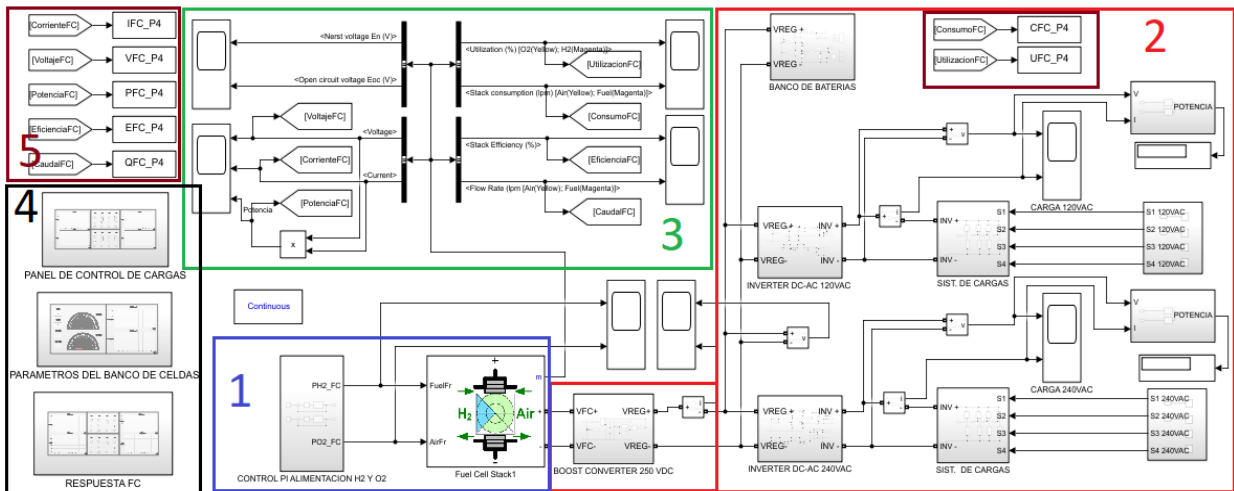 [CorrienteFC]
IFC_P4
[VoltajeFC]
VFC_P4
[PotenciaFC]
PFC_P4
[EficienciaFC]
EFC_P4
[CaudalFC]
QFC_P4
5
4
PANEL DE CONTROL DE CARGAS
PARAMETROS DEL BANCO DE CELDAS
RESPUESTA FC
<Nerst voltage En (V)>
<Open circuit voltage Eoc (V)>
[VoltajeFC]
<Voltage>
[CorrienteFC]
<Current>
[PotenciaFC]
Potencia
x
<Utilization (%) [O2(Yellow); H2(Magenta)]>
[UtilizacionFC]
<Stack consumption (lpm) [Air(Yellow); Fuel(Magenta)]>
[ConsumoFC]
<Stack Efficiency (%)>
[EficienciaFC]
<Flow Rate (lpm [Air(Yellow); Fuel(Magenta)]>
[CaudalFC]
3
Continuous
1
PH2_FC
PO2_FC
CONTROL PI ALIMENTACION H2 Y O2
FuelFr
AirFr
m
+
-
+
-
H2
Air
Fuel Cell Stack1
VFC+
VFC-
VREG+
VREG-
BOOST CONVERTER 250 VDC
+
-
i
+
-
v
2
[ConsumoFC]
CFC_P4
[UtilizacionFC]
UFC_P4
VREG +
VREG -
BANCO DE BATERIAS
+
-
v
V
I
POTENCIA
CARGA 120VAC
VREG +
VREG-
INV +
INV -
INVERTER DC-AC 120VAC
+
-
i
INV +
INV -
S1
S2
S3
S4
SIST. DE CARGAS
S1 120VAC
S2 120VAC
S3 120VAC
S4 120VAC
+
-
v
V
I
POTENCIA
CARGA 240VAC
VREG +
VREG-
INV +
INV -
INVERTER DC-AC 240VAC
+
-
i
INV +
INV -
S1
S2
S3
S4
SIST. DE CARGAS
S1 240VAC
S2 240VAC
S3 240VAC
S4 240VAC